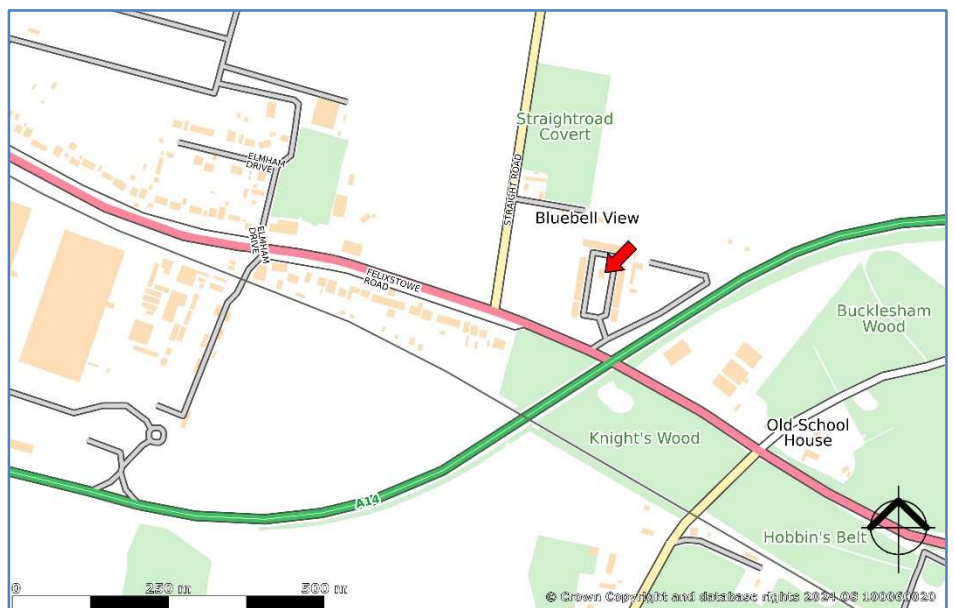 Straightroad
Covert
ELMHAM
DRIVE
STRAIGHT ROAD
Bluebell View
ELMHAM
DRIVE
FELIXSTOWE
ROAD
Bucklesham
Wood
Old School
House
Knight's Wood
A14
Hobbin's Belt
0 250 m 500 m
© Crown Copyright and database rights 2024 OS 100060020